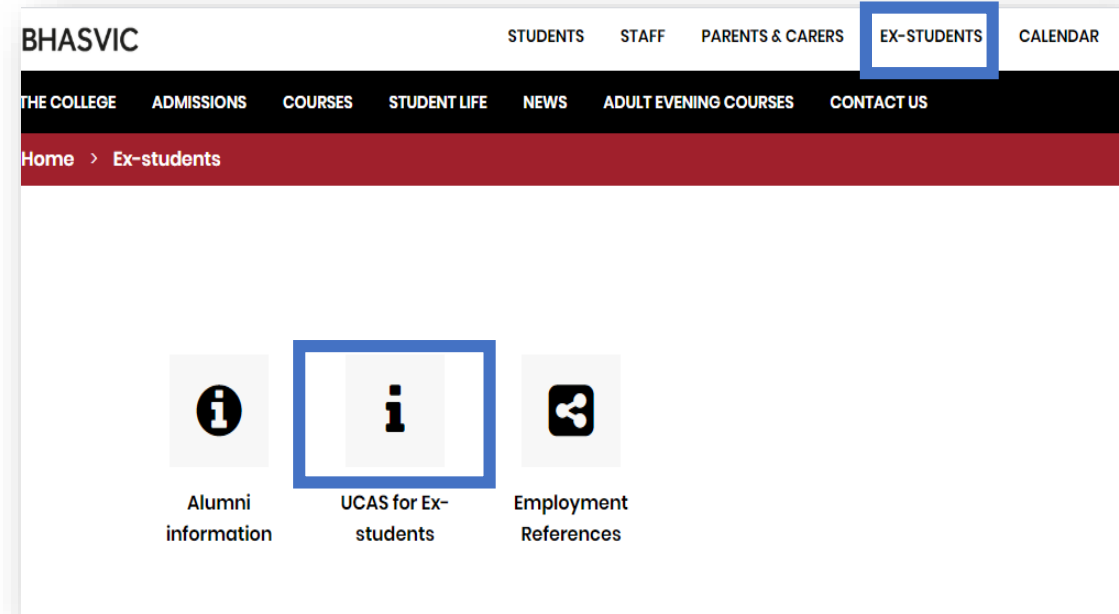 BHASVIC
STUDENTS STAFF PARENTS & CARERS EX-STUDENTS CALENDAR
THE COLLEGE ADMISSIONS COURSES STUDENT LIFE NEWS ADULT EVENING COURSES CONTACT US
Home > Ex-students
Alumni information
UCAS for Ex-
students
Employment
References